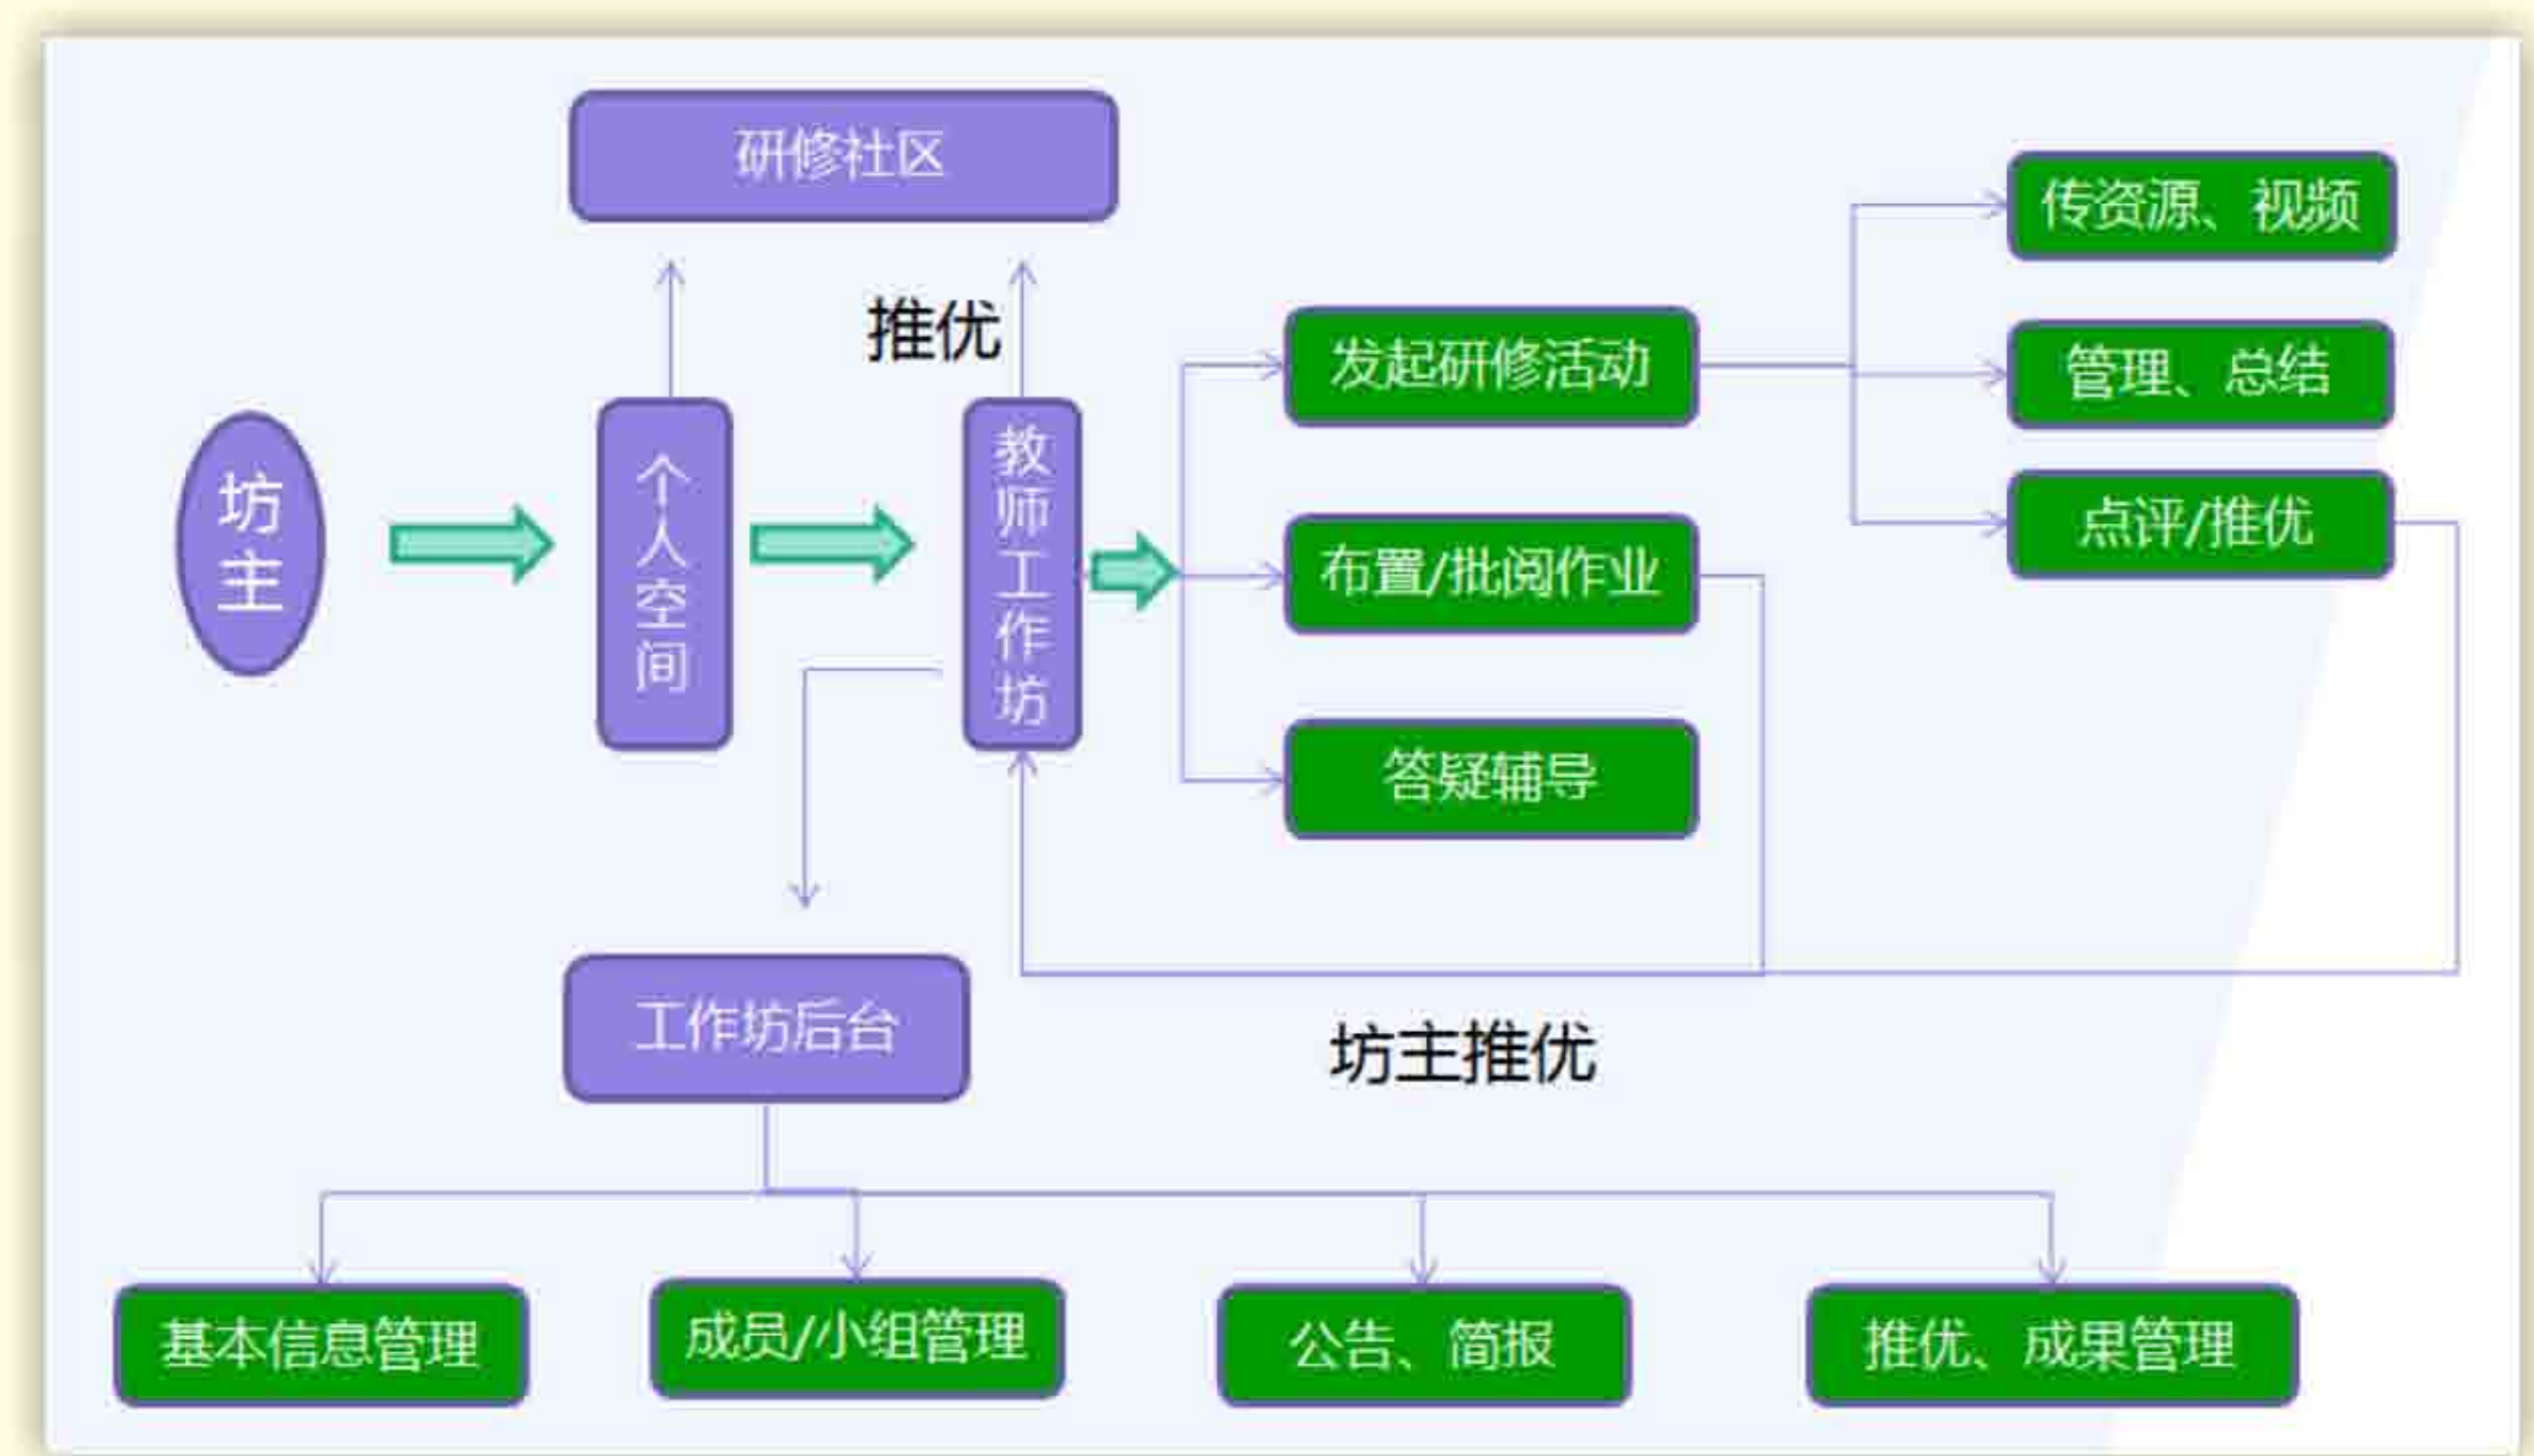 研修社区
推优
传资源、视频
发起研修活动
管理、总结
坊主
个人空间
教师工作坊
点评/推优
布置/批阅作业
答疑辅导
工作坊后台
坊主推优
基本信息管理
成员/小组管理
公告、简报
推优、成果管理